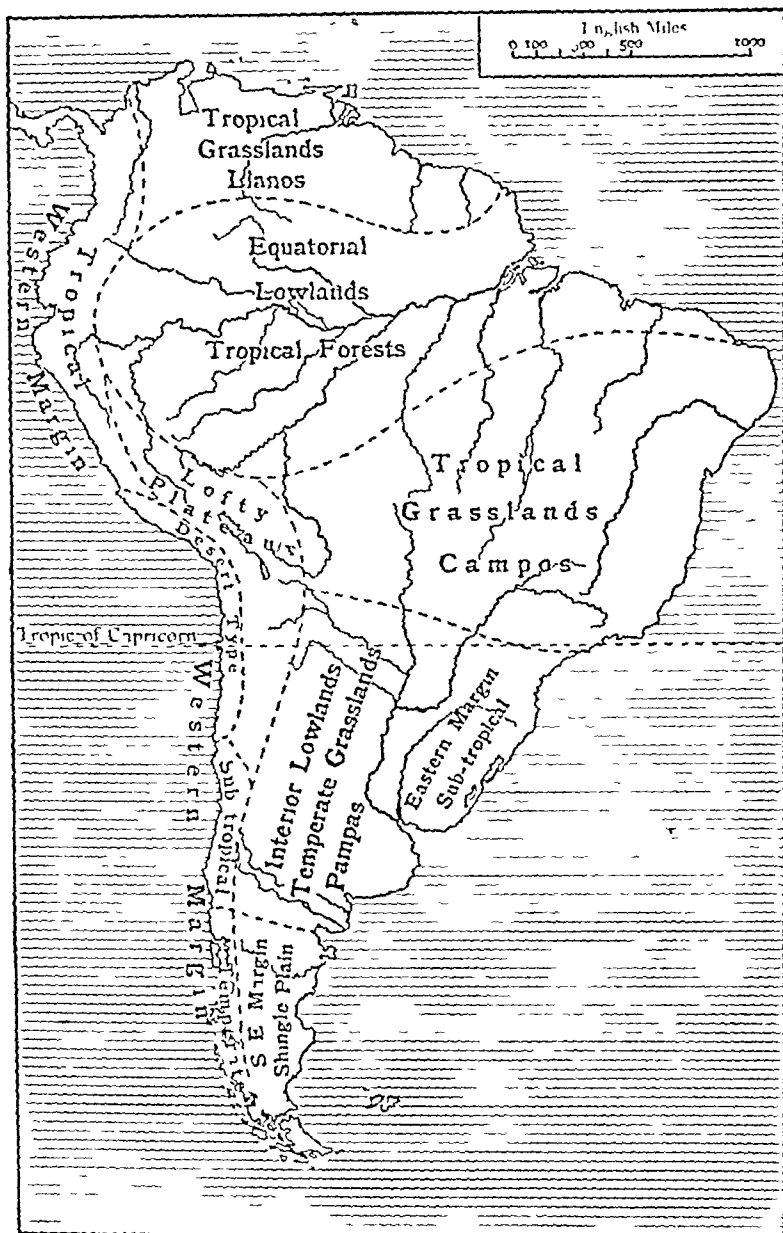 English Miles
0 100 300 500 1000
Tropical
Grasslands
Llanos
Equatorial
Lowlands
Tropical Forests
Western Margin
Tropical
Lofty
Plateaux
Tropical
Grasslands
Campos
Desert Type
Tropic of Capricorn
Western Margin
Interior Lowlands
Temperate Grasslands
Pampas
Eastern Margin
Sub-tropical
Sub tropical
Temperate
S E Margin
Shingle Plain